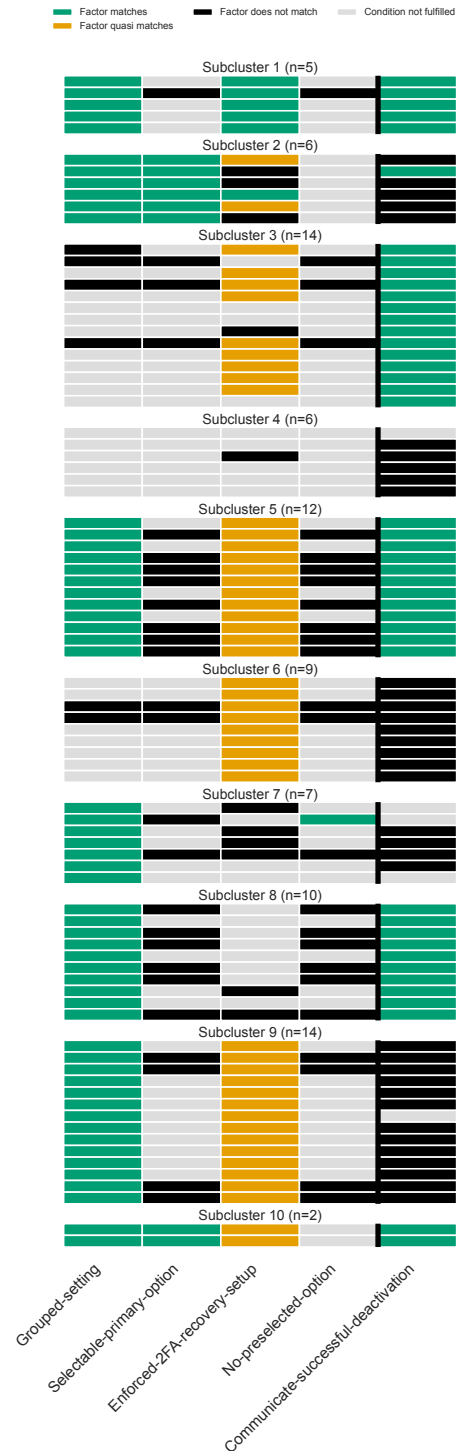 Factor matches
Factor does not match
Condition not fulfilled
Factor quasi matches
Subcluster 1 (n=5)
Subcluster 2 (n=6)
Subcluster 3 (n=14)
Subcluster 4 (n=6)
Subcluster 5 (n=12)
Subcluster 6 (n=9)
Subcluster 7 (n=7)
Subcluster 8 (n=10)
Subcluster 9 (n=14)
Subcluster 10 (n=2)
Grouped-setting
Selectable-primary-option
Enforced-2FA-recovery-setup
No-preselected-option
Communicate-successful-deactivation